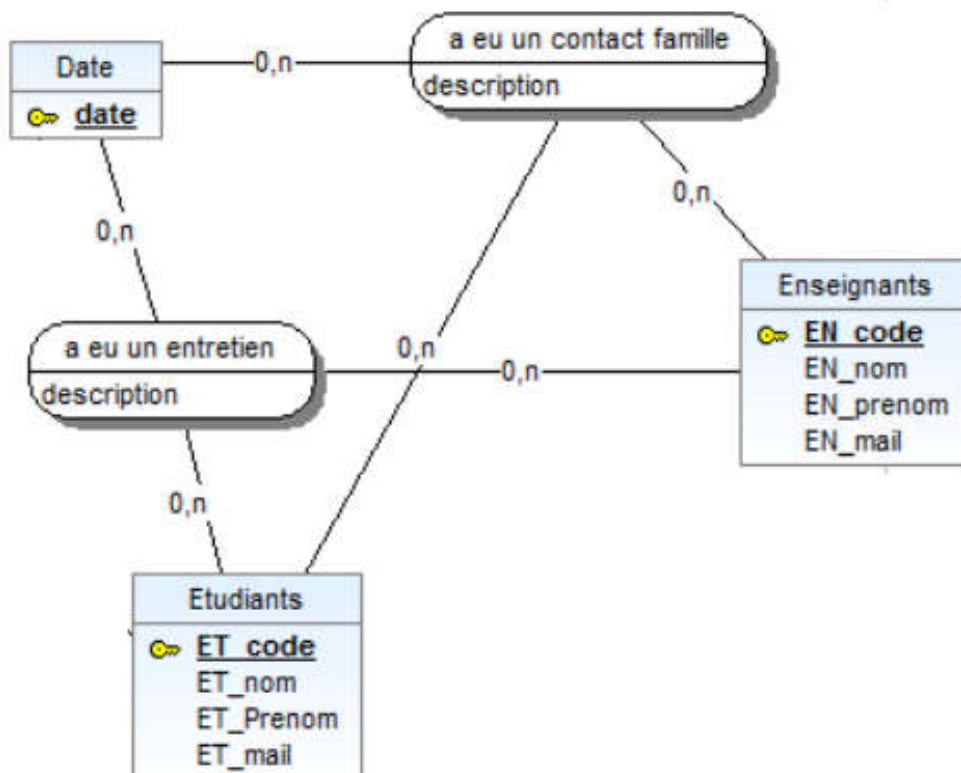 a eu un contact famille
description
Date
date
0,n
0,n
0,n
Enseignants
EN_code
EN_nom
EN_prenom
EN_mail
a eu un entretien
description
0,n
0,n
0,n
Etudiants
ET_code
ET_nom
ET_Prenom
ET_mail